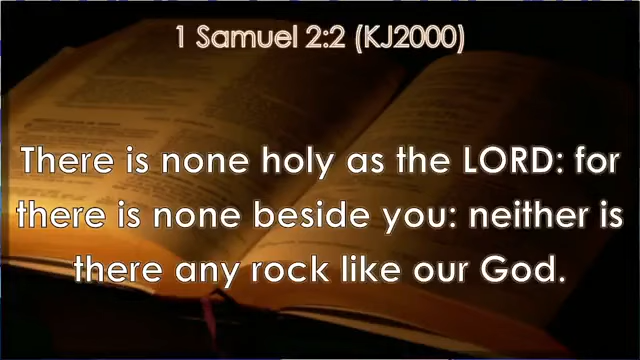 1 Samuel 2:2 (KJ2000)
There is none holy as the LORD: for
there is none beside you: neither is
there any rock like our God.